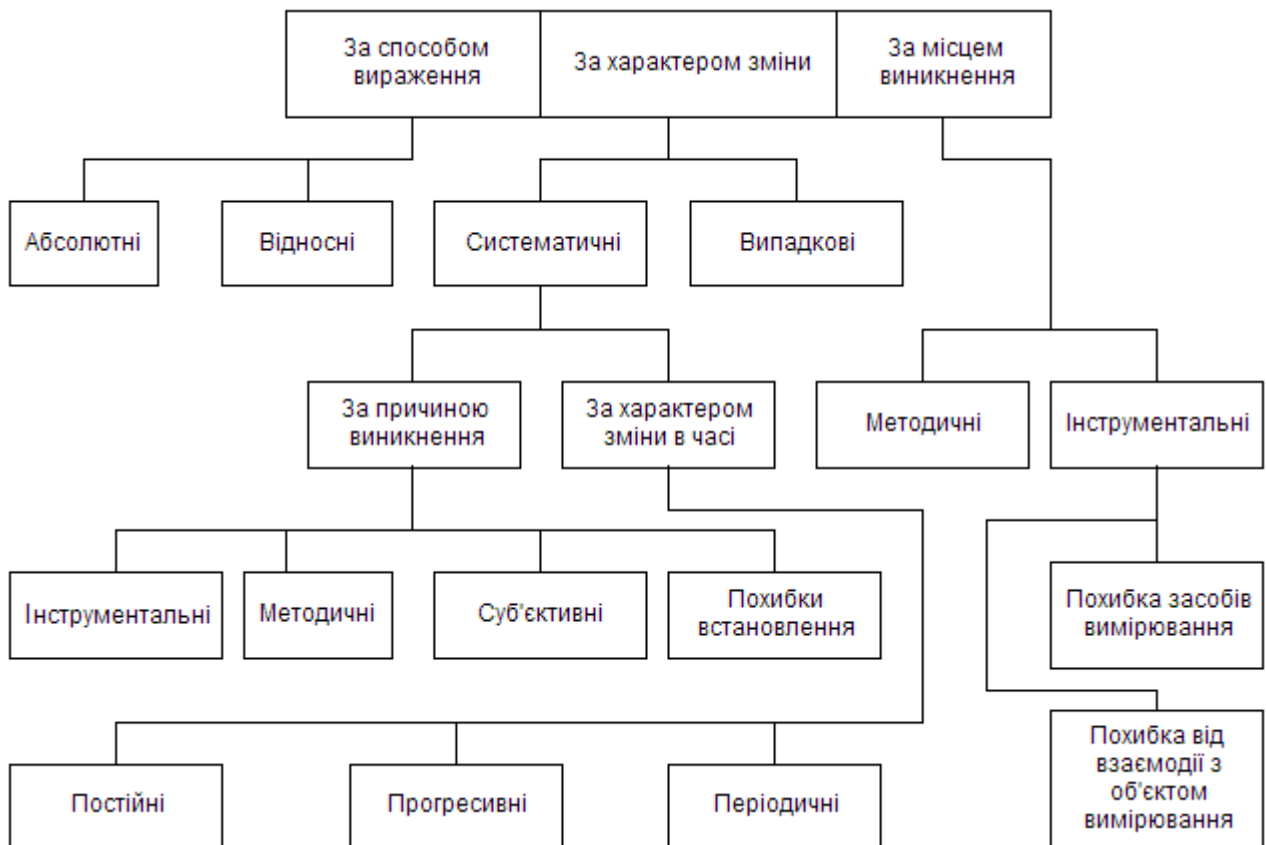 За способом
вираження
За характером зміни
За місцем
виникнення
Абсолютні
Відносні
Систематичні
Випадкові
За причиною
виникнення
За характером
зміни в часі
Методичні
Інструментальні
Інструментальні
Методичні
Суб'єктивні
Похибки
встановлення
Похибка засобів
вимірювання
Постійні
Прогресивні
Періодичні
Похибка від
взаємодії з
об'єктом
вимірювання